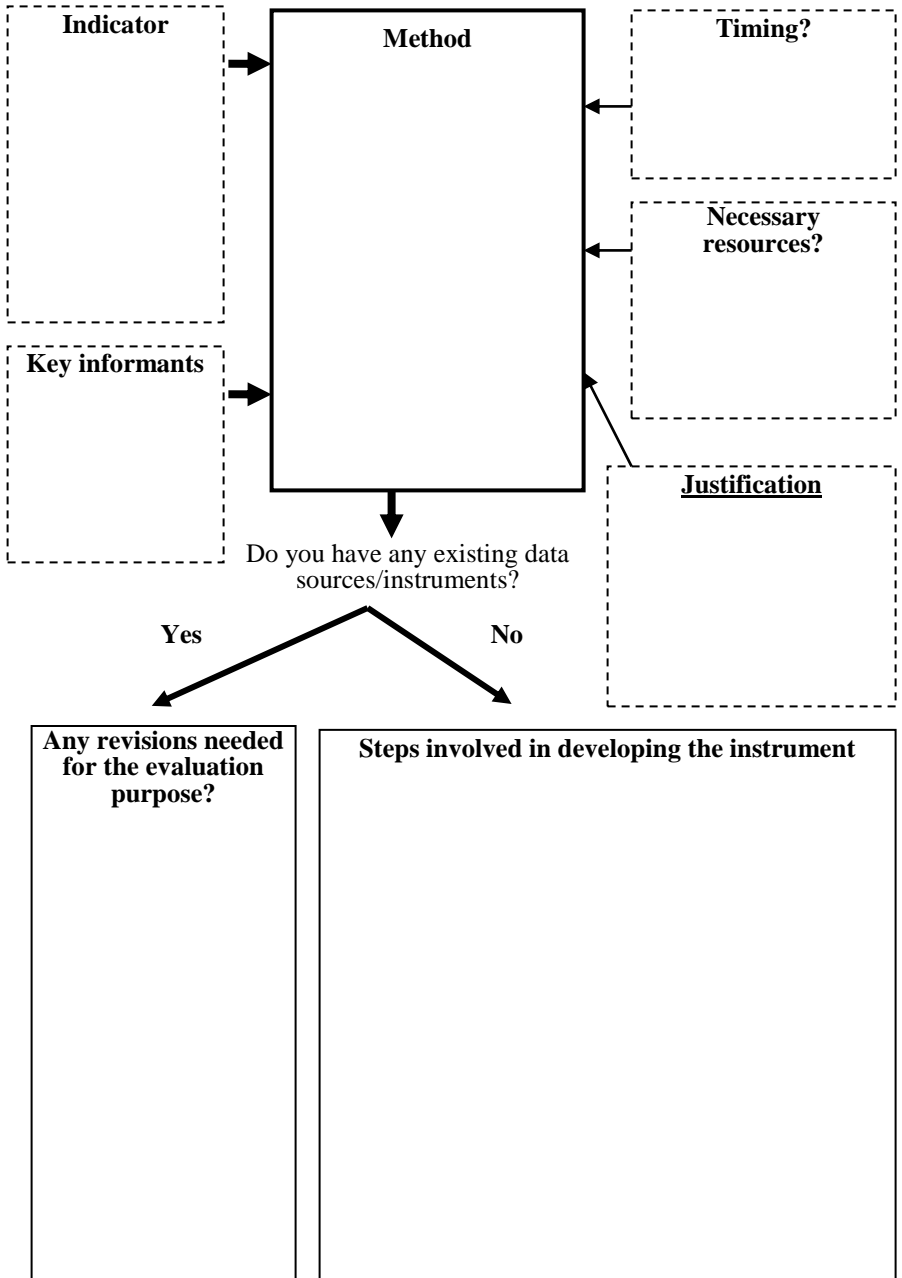 Indicator
Method
Timing?
Necessary
resources?
Key informants
Justification
Do you have any existing data
sources/instruments?
Yes
No
Any revisions needed
for the evaluation
purpose?
Steps involved in developing the instrument